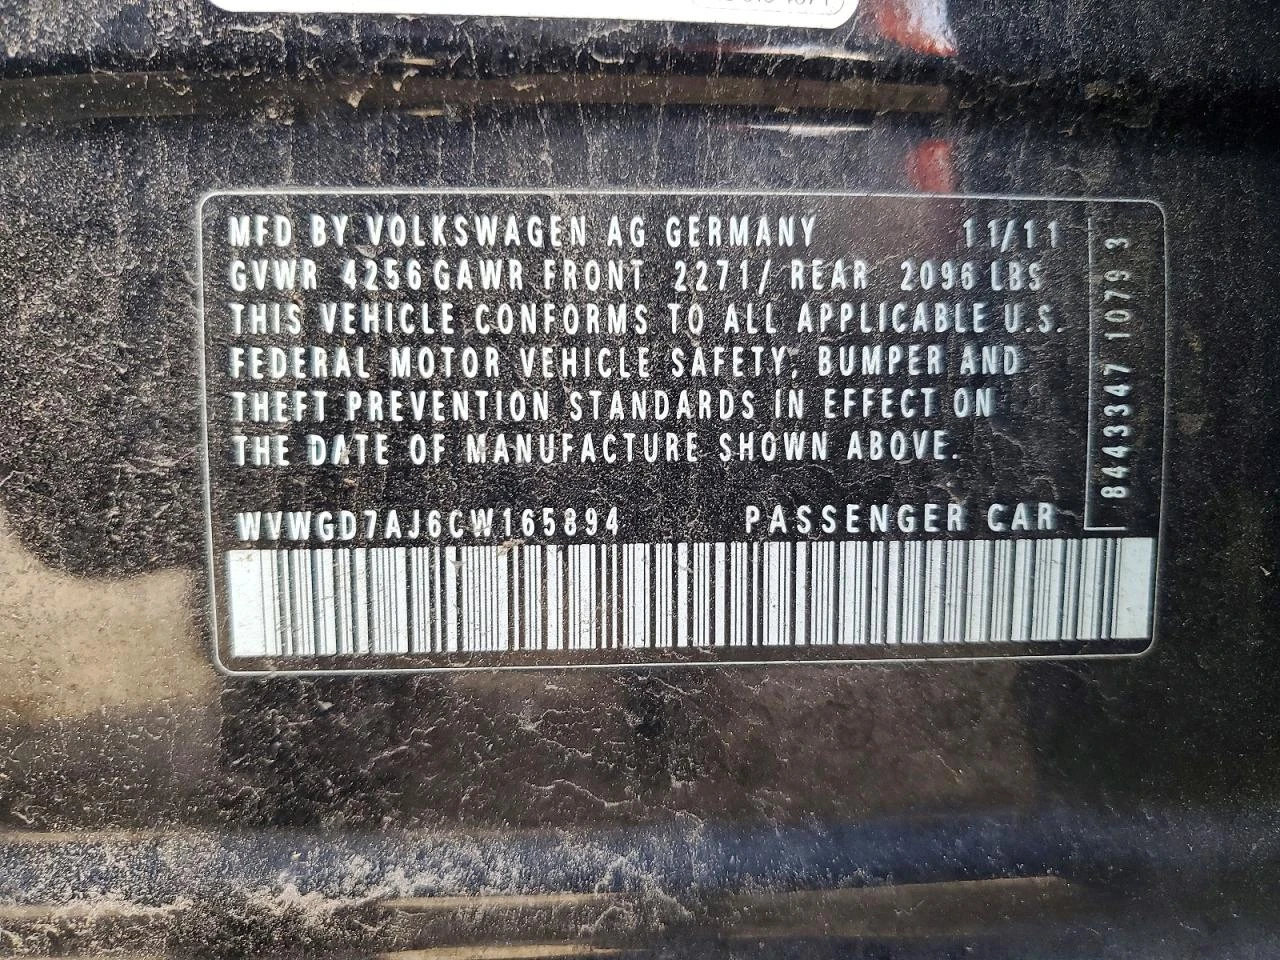 MFD BY VOLKSWAGEN AG GERMANY 11/11
GVWR 4256 GAWR FRONT 2271/ REAR 2096 LBS
THIS VEHICLE CONFORMS TO ALL APPLICABLE U.S.
FEDERAL MOTOR VEHICLE SAFETY, BUMPER AND
THEFT PREVENTION STANDARDS IN EFFECT ON
THE DATE OF MANUFACTURE SHOWN ABOVE.
WVWGD7AJ6CW165894 PASSENGER CAR
8443347 1079 3